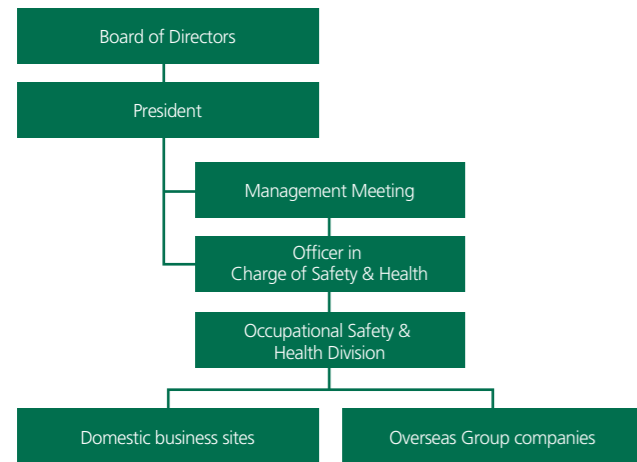 Board of Directors
President
Management Meeting
Officer in
Charge of Safety & Health
Occupational Safety &
Health Division
Domestic business sites
Overseas Group companies